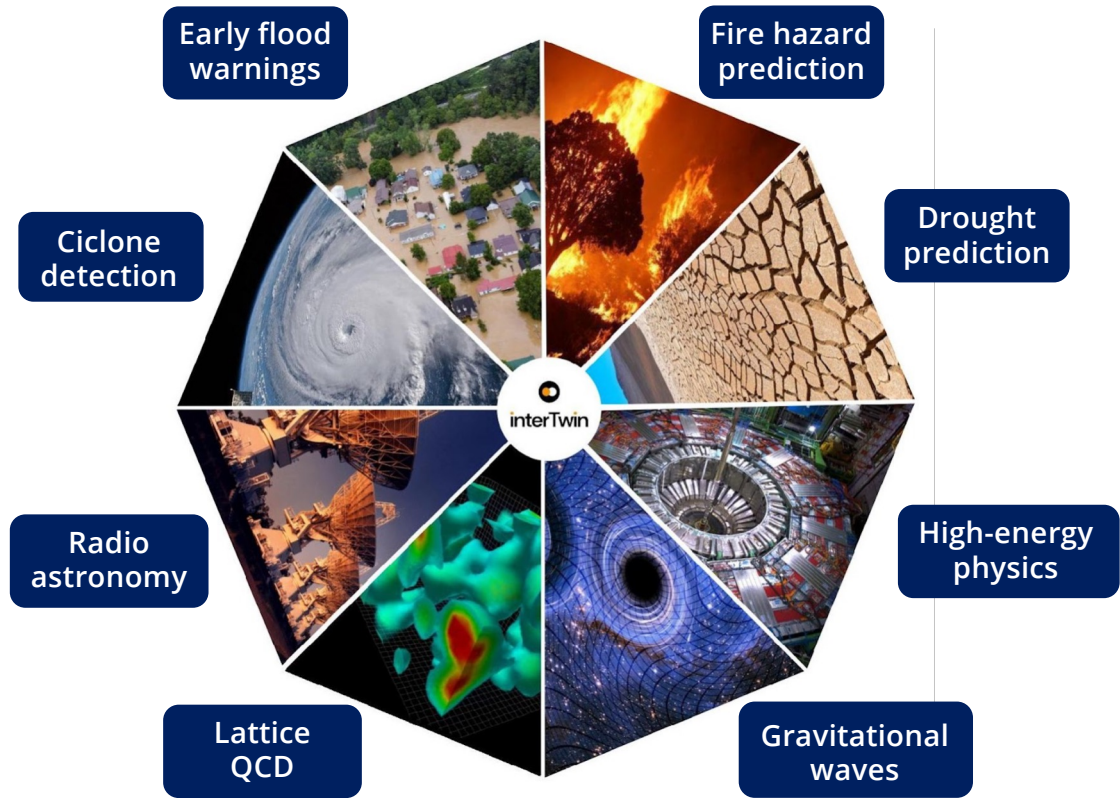 Early flood
warnings
Fire hazard
prediction
Ciclone
detection
Drought
prediction
interTwin
Radio
astronomy
High-energy
physics
Lattice
QCD
Gravitational
waves